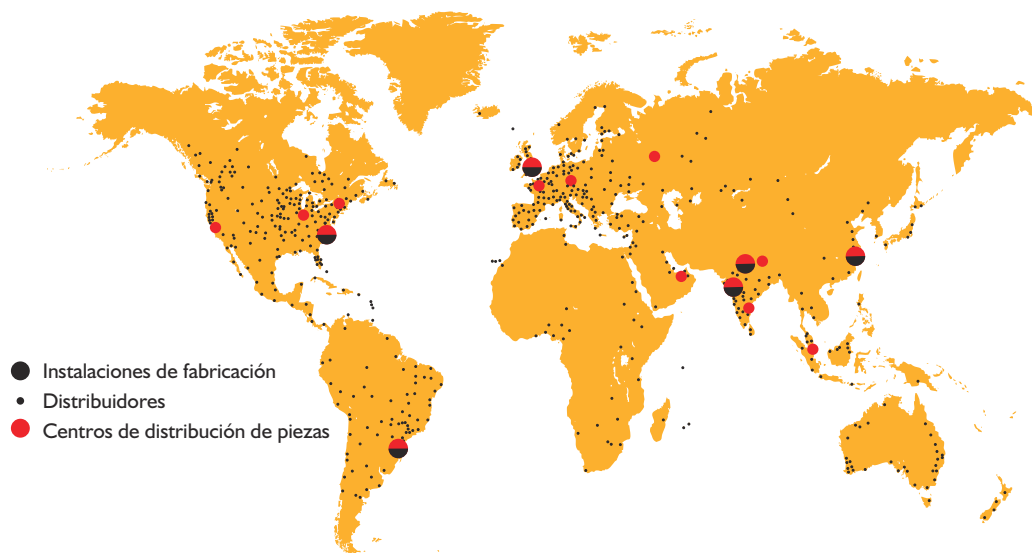 Instalaciones de fabricación
Distribuidores
Centros de distribución de piezas